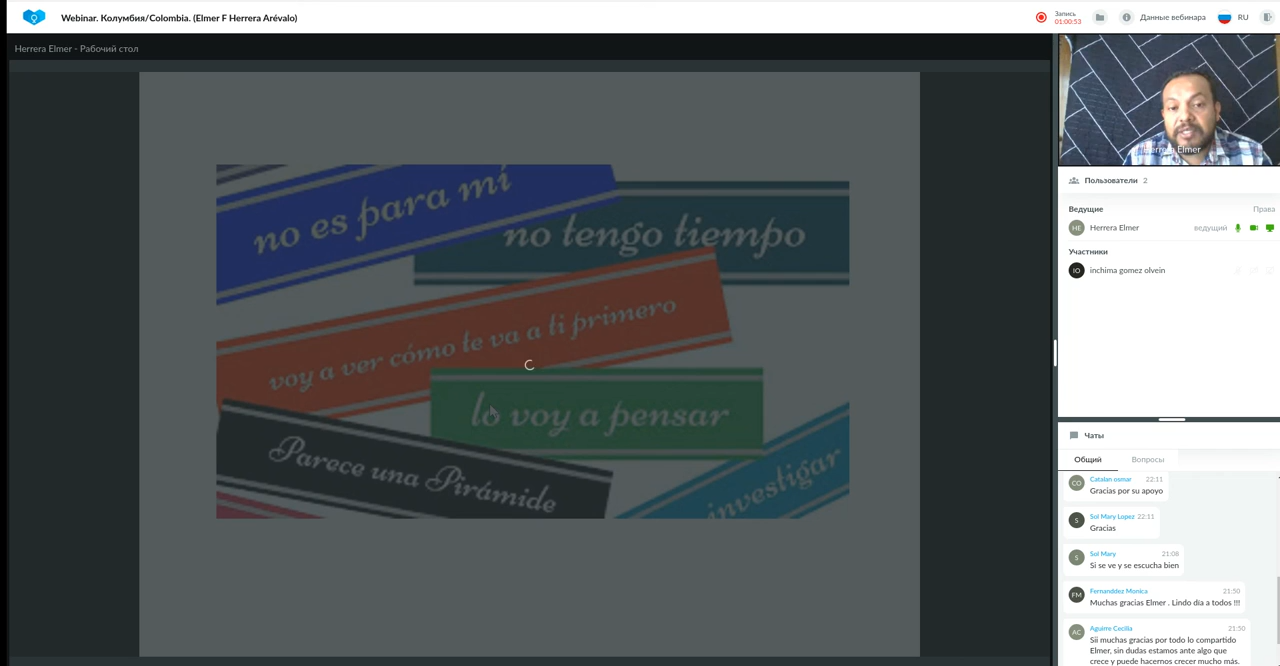 Webinar. Колумбия/Colombia. (Elmer F Herrera Arévalo)
Запись
01:00:53
Данные вебинара
RU
Herrera Elmer - Рабочий стол
no es para mí
no tengo tiempo
voy a ver cómo te va a ti primero
lo voy a pensar
Parece una Pirámide
investigar
Herrera Elmer
Пользователи 2
Ведущие Права
HE Herrera Elmer ведущий
Участники
IO inchima gomez olvein
Чаты
Общий Вопросы
CO Catalan osmar 22:11
Gracias por su apoyo
S Sol Mary Lopez 22:11
Gracias
S Sol Mary 21:08
Si se ve y se escucha bien
FM Fernanddez Monica 21:50
Muchas gracias Elmer . Lindo día a todos !!!
AC Aguirre Cecilia 21:50
Sii muchas gracias por todo lo compartido
Elmer, sin dudas estamos ante algo que
crece y puede hacernos crecer mucho más.